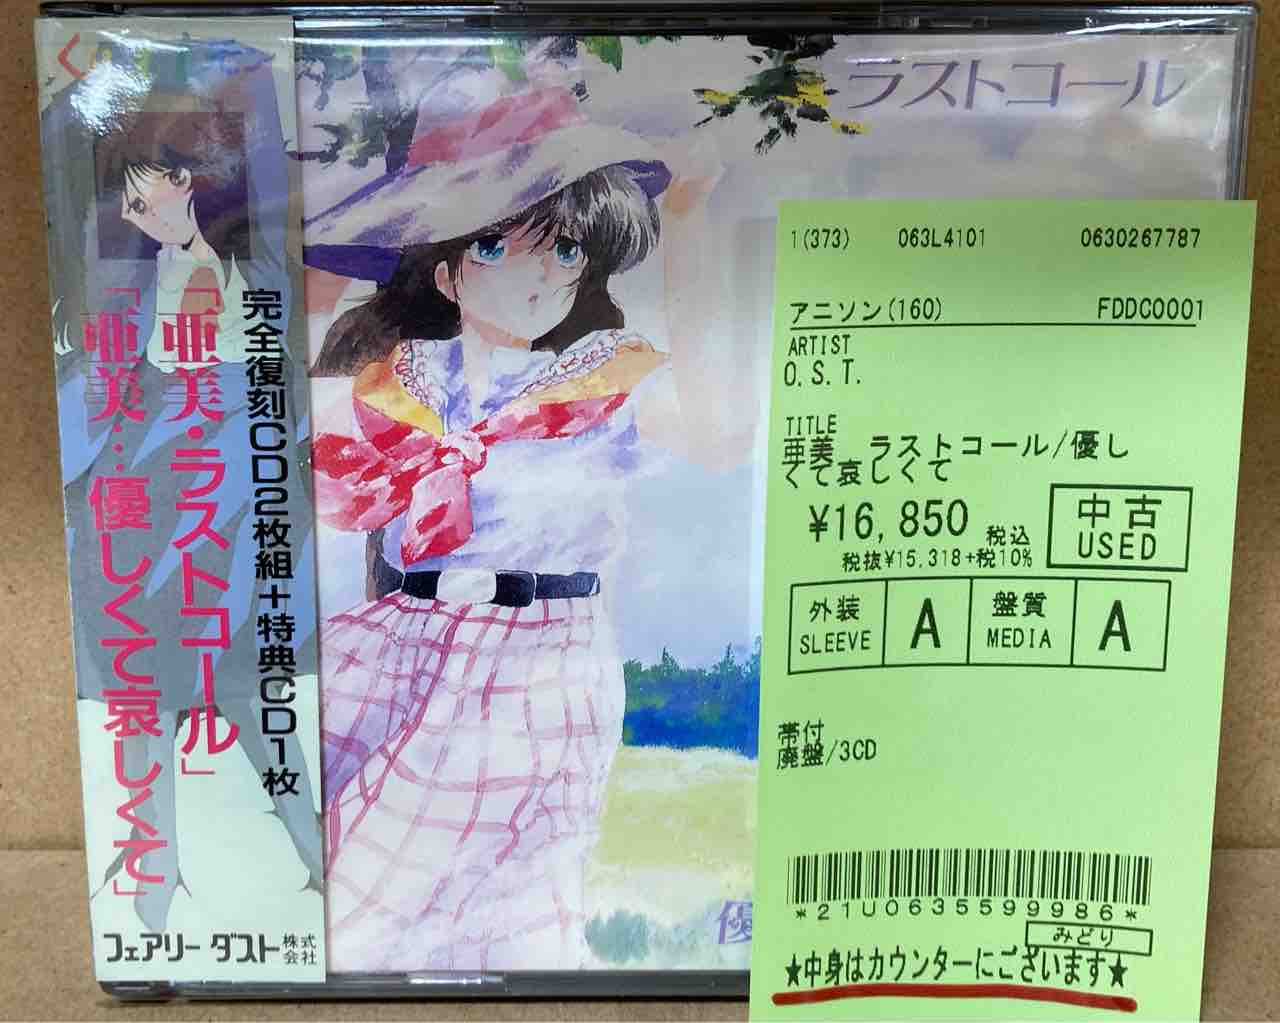 完全復刻CD2枚組+特典CD1枚
「亜美・ラストコール」
「亜美…優しくて哀しくて」
フェアリーダスト株式会社
ラストコール
優
1(373) 063L4101 0630267787
アニソン(160) FDDC0001
ARTIST
O.S.T.
TITLE
亜美 ラストコール/優し
くて哀しくて
¥16,850 税込
税抜¥15,318+税10%
中古
USED
外装
SLEEVE
A
盤質
MEDIA
A
帯付
廃盤/3CD
*21U0635599986*
みどり
★中身はカウンターにございます★